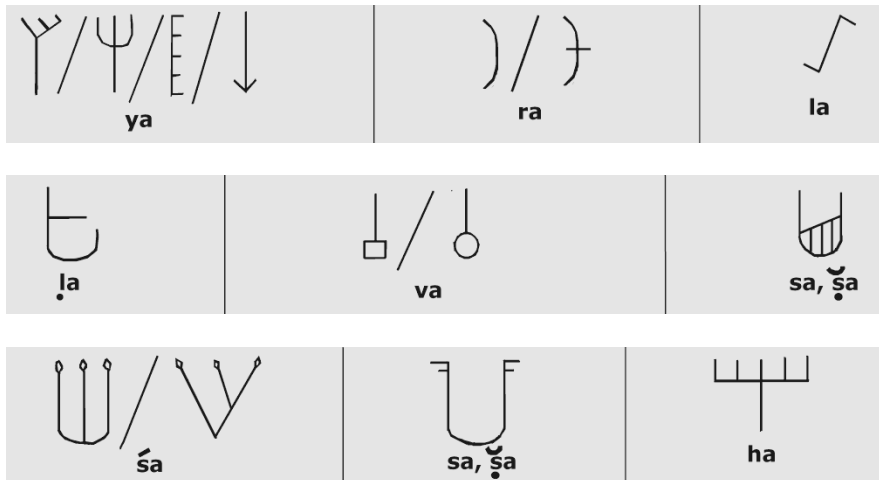 ya ra la
ḷa va sa, ṣ̆a
śa sa, ṣ̆a ha